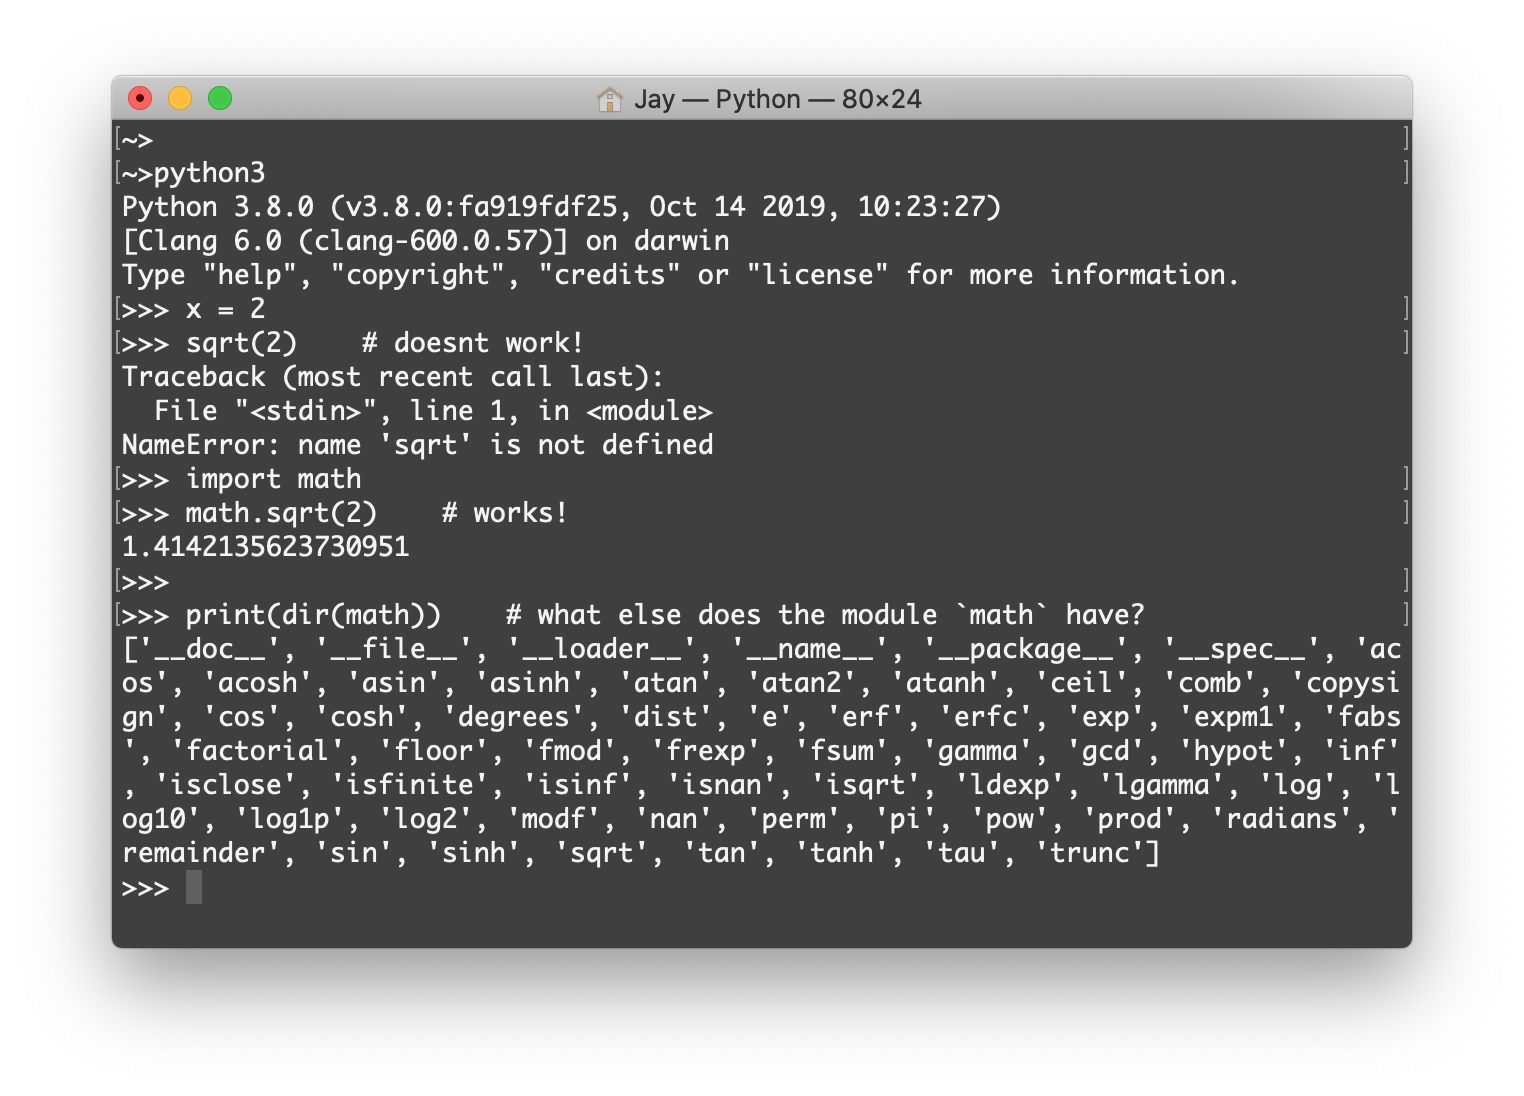 Jay — Python — 80×24
~>
~>python3
Python 3.8.0 (v3.8.0:fa919fdf25, Oct 14 2019, 10:23:27)
[Clang 6.0 (clang-600.0.57)] on darwin
Type "help", "copyright", "credits" or "license" for more information.
>>> x = 2
>>> sqrt(2)    # doesnt work!
Traceback (most recent call last):
  File "<stdin>", line 1, in <module>
NameError: name 'sqrt' is not defined
>>> import math
>>> math.sqrt(2)    # works!
1.4142135623730951
>>>
>>> print(dir(math))    # what else does the module `math` have?
['__doc__', '__file__', '__loader__', '__name__', '__package__', '__spec__', 'ac
os', 'acosh', 'asin', 'asinh', 'atan', 'atan2', 'atanh', 'ceil', 'comb', 'copysi
gn', 'cos', 'cosh', 'degrees', 'dist', 'e', 'erf', 'erfc', 'exp', 'expm1', 'fabs
', 'factorial', 'floor', 'fmod', 'frexp', 'fsum', 'gamma', 'gcd', 'hypot', 'inf'
, 'isclose', 'isfinite', 'isinf', 'isnan', 'isqrt', 'ldexp', 'lgamma', 'log', 'l
og10', 'log1p', 'log2', 'modf', 'nan', 'perm', 'pi', 'pow', 'prod', 'radians', '
remainder', 'sin', 'sinh', 'sqrt', 'tan', 'tanh', 'tau', 'trunc']
>>>